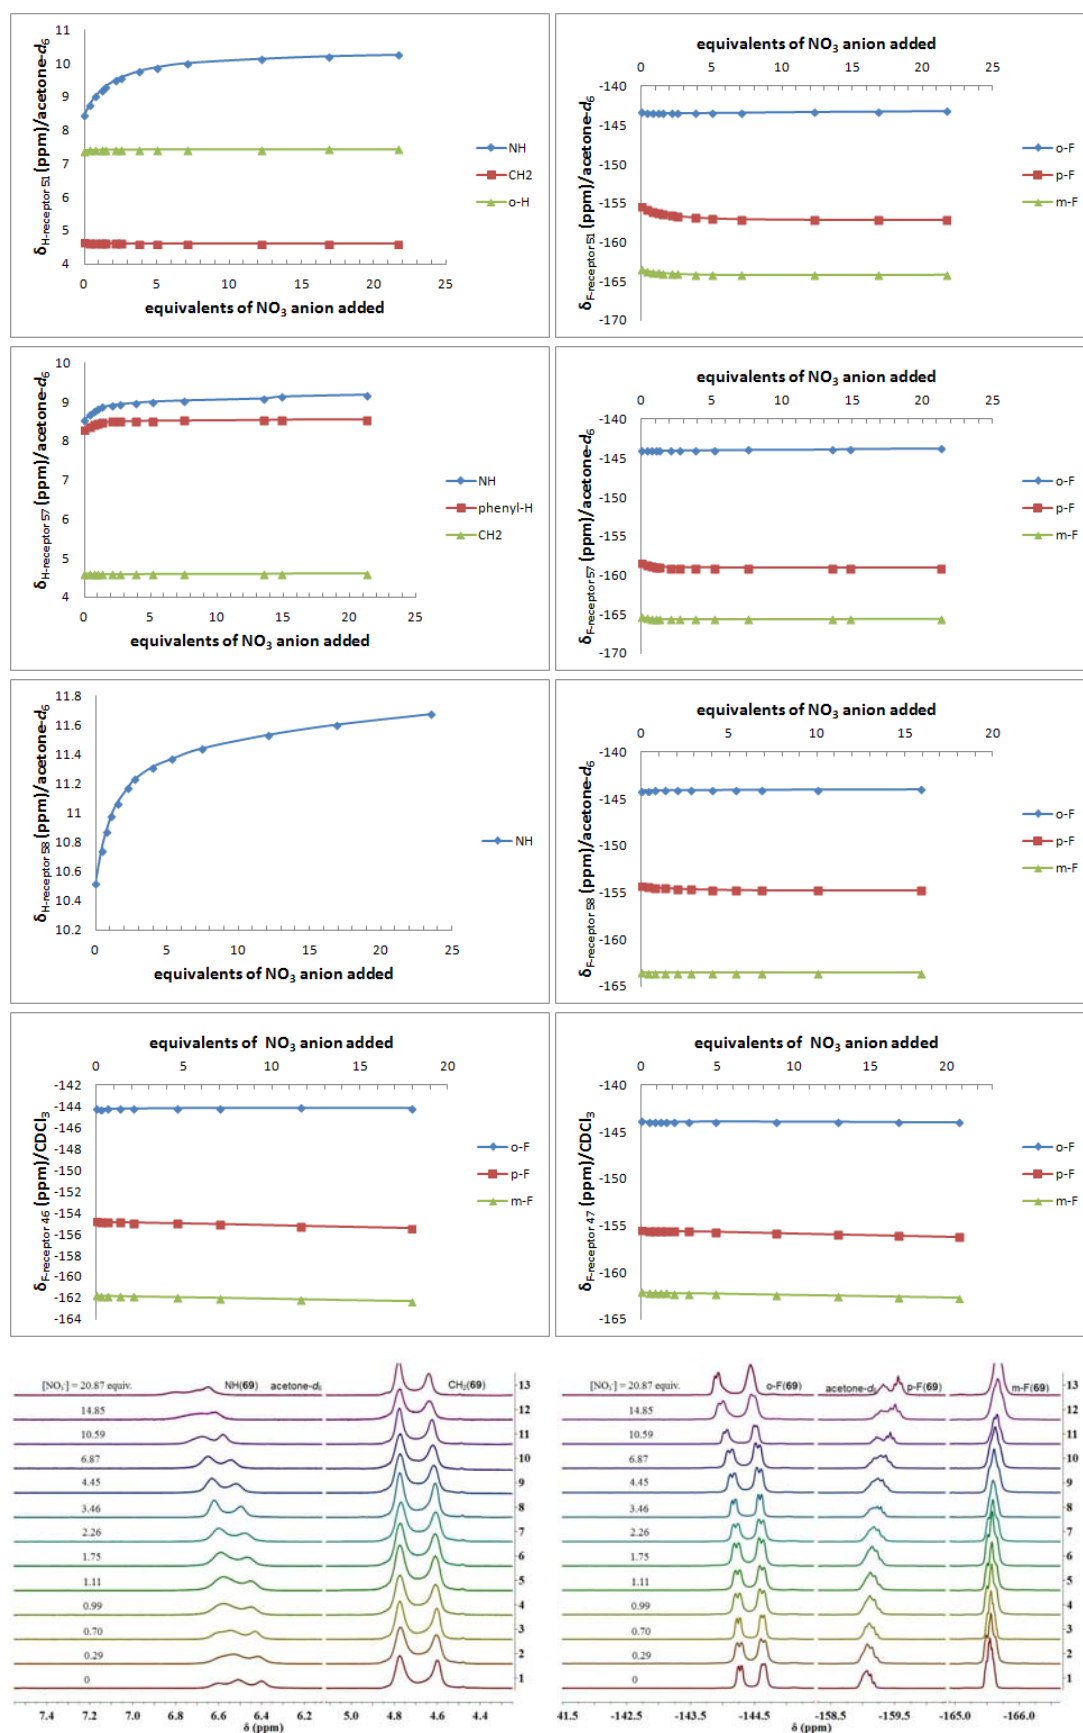 11
10
9
8
7
6
5
4
0 5 10 15 20 25
equivalents of NO3 anion added
δH-receptor 51 (ppm)/acetone-d6
NH
CH2
o-H
equivalents of NO3 anion added
0 5 10 15 20 25
-140
-145
-150
-155
-160
-165
-170
δF-receptor 51 (ppm)/acetone-d6
o-F
p-F
m-F
10
9
8
7
6
5
4
0 5 10 15 20 25
equivalents of NO3 anion added
δH-receptor 57 (ppm)/acetone-d6
NH
phenyl-H
CH2
equivalents of NO3 anion added
0 5 10 15 20 25
-140
-145
-150
-155
-160
-165
-170
δF-receptor 57 (ppm)/acetone-d6
o-F
p-F
m-F
11.8
11.6
11.4
11.2
11
10.8
10.6
10.4
10.2
0 5 10 15 20 25
equivalents of NO3 anion added
δH-receptor 58 (ppm)/acetone-d6
NH
equivalents of NO3 anion added
0 5 10 15 20
-140
-145
-150
-155
-160
-165
δF-receptor 58 (ppm)/acetone-d6
o-F
p-F
m-F
equivalents of NO3 anion added
0 5 10 15 20
-142
-144
-146
-148
-150
-152
-154
-156
-158
-160
-162
-164
δF-receptor 46 (ppm)/CDCl3
o-F
p-F
m-F
equivalents of NO3 anion added
0 5 10 15 20
-140
-145
-150
-155
-160
-165
δF-receptor 47 (ppm)/CDCl3
o-F
p-F
m-F
[NO3-] = 20.87 equiv. NH(69) acetone-d6 CH2(69) 13
14.85 12
10.59 11
6.87 10
4.45 9
3.46 8
2.26 7
1.75 6
1.11 5
0.99 4
0.70 3
0.29 2
0 1
7.4 7.2 7.0 6.8 6.6 6.4 6.2 5.0 4.8 4.6 4.4
δ (ppm)
[NO3-] = 20.87 equiv. o-F(69) acetone-d6 p-F(69) m-F(69) 13
14.85 12
10.59 11
6.87 10
4.45 9
3.46 8
2.26 7
1.75 6
1.11 5
0.99 4
0.70 3
0.29 2
0 1
41.5 -142.5 -143.5 -144.5 -158.5 -159.5 -165.0 -166.0
δ (ppm)